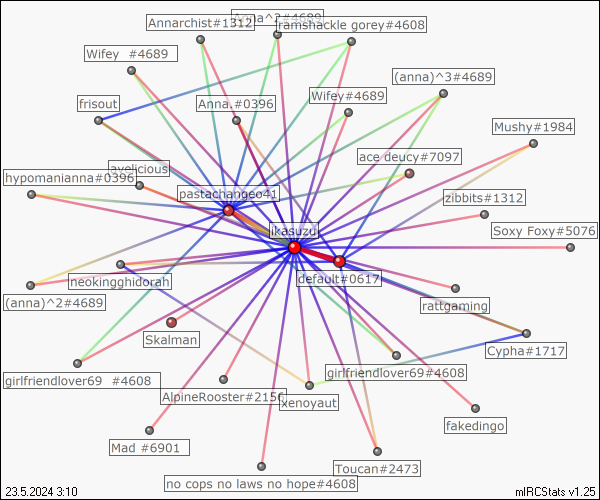 Anna^2#4689
Annarchist#1312
ramshackle gorey#4608
Wifey  #4689
(anna)^3#4689
frisout
Anna.#0396
Wifey#4689
Mushy#1984
ace deucy#7097
ayelicious
hypomanianna#0396
pastachangeo41
zibbits#1312
ikasuzu
Soxy Foxy#5076
neokingghidorah
default#0617
(anna)^2#4689
rattgaming
Skalman
Cypha#1717
girlfriendlover69  #4608
girlfriendlover69#4608
AlpineRooster#2156
xenoyaut
fakedingo
Mad #6901
Toucan#2473
no cops no laws no hope#4608
23.5.2024 3:10
mIRCStats v1.25